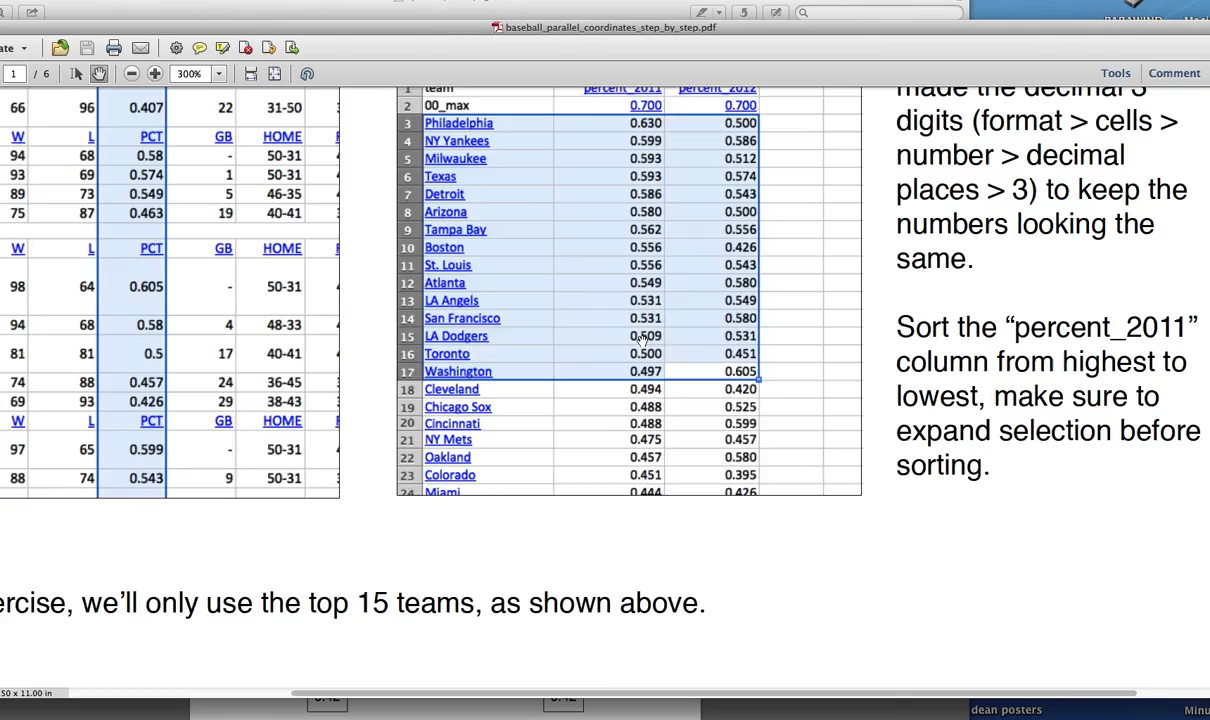 baseball_parallel_coordinates_step_by_step.pdf
ate
1 / 6
300%
Tools Comment
66 96 0.407 22 31-50
W L PCT GB HOME
94 68 0.58 - 50-31
93 69 0.574 1 50-31
89 73 0.549 5 46-35
75 87 0.463 19 40-41
W L PCT GB HOME
98 64 0.605 - 50-31
94 68 0.58 4 48-33
81 81 0.5 17 40-41
74 88 0.457 24 36-45
69 93 0.426 29 38-43
W L PCT GB HOME
97 65 0.599 - 50-31
88 74 0.543 9 50-31
1 team percent_2011 percent_2012
2 00_max 0.700 0.700
3 Philadelphia 0.630 0.500
4 NY Yankees 0.599 0.586
5 Milwaukee 0.593 0.512
6 Texas 0.593 0.574
7 Detroit 0.586 0.543
8 Arizona 0.580 0.500
9 Tampa Bay 0.562 0.556
10 Boston 0.556 0.426
11 St. Louis 0.556 0.543
12 Atlanta 0.549 0.580
13 LA Angels 0.531 0.549
14 San Francisco 0.531 0.580
15 LA Dodgers 0.509 0.531
16 Toronto 0.500 0.451
17 Washington 0.497 0.605
18 Cleveland 0.494 0.420
19 Chicago Sox 0.488 0.525
20 Cincinnati 0.488 0.599
21 NY Mets 0.475 0.457
22 Oakland 0.457 0.580
23 Colorado 0.451 0.395
24 Miami 0.444 0.426
made the decimal 3
digits (format > cells >
number > decimal
places > 3) to keep the
numbers looking the
same.
Sort the “percent_2011”
column from highest to
lowest, make sure to
expand selection before
sorting.
ercise, we’ll only use the top 15 teams, as shown above.
.50 x 11.00 in
0.42 0.42
dean posters
Minu